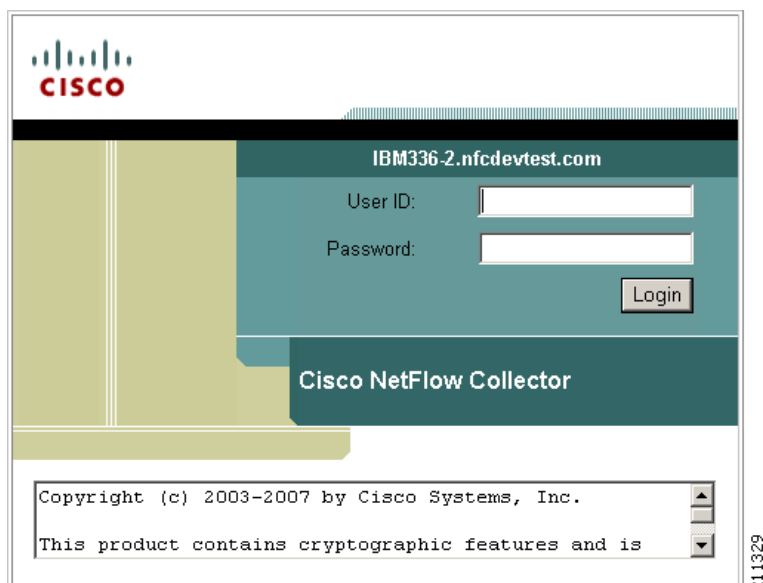 CISCO
IBM336-2.nfcdevtest.com
User ID:
Password:
Login
Cisco NetFlow Collector
Copyright (c) 2003-2007 by Cisco Systems, Inc.
This product contains cryptographic features and is